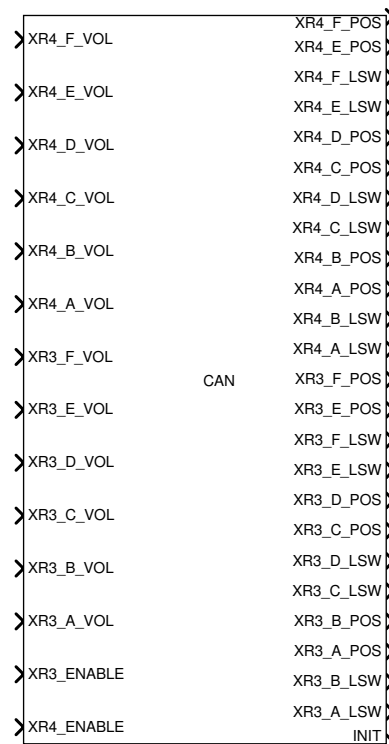 XR4_F_VOL
XR4_E_VOL
XR4_D_VOL
XR4_C_VOL
XR4_B_VOL
XR4_A_VOL
XR3_F_VOL
XR3_E_VOL
XR3_D_VOL
XR3_C_VOL
XR3_B_VOL
XR3_A_VOL
XR3_ENABLE
XR4_ENABLE
CAN
XR4_F_POS
XR4_E_POS
XR4_F_LSW
XR4_E_LSW
XR4_D_POS
XR4_C_POS
XR4_D_LSW
XR4_C_LSW
XR4_B_POS
XR4_A_POS
XR4_B_LSW
XR4_A_LSW
XR3_F_POS
XR3_E_POS
XR3_F_LSW
XR3_E_LSW
XR3_D_POS
XR3_C_POS
XR3_D_LSW
XR3_C_LSW
XR3_B_POS
XR3_A_POS
XR3_B_LSW
XR3_A_LSW
INIT